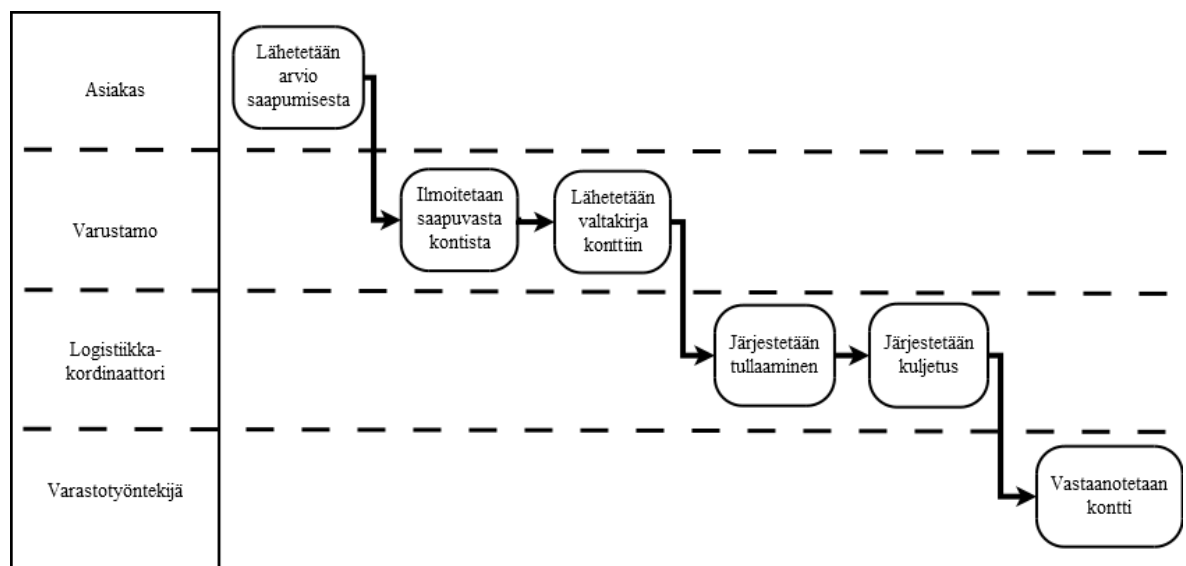 Asiakas
Lähetetään
arvio
saapumisesta
Varustamo
Ilmoitetaan
saapuvasta
kontista
Lähetetään
valtakirja
konttiin
Logistiikka-
kordinaattori
Järjestetään
tullaaminen
Järjestetään
kuljetus
Varastotyöntekijä
Vastaanotetaan
kontti